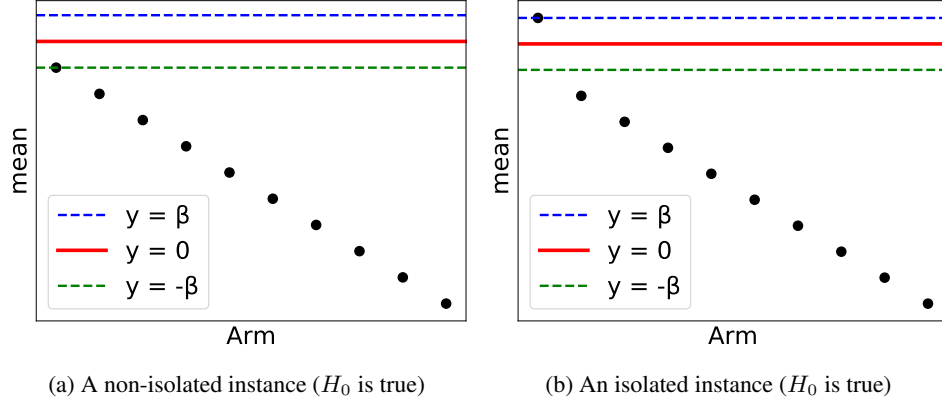 mean
y = β
y = 0
y = -β
Arm
(a) A non-isolated instance (H₀ is true)
mean
y = β
y = 0
y = -β
Arm
(b) An isolated instance (H₀ is true)